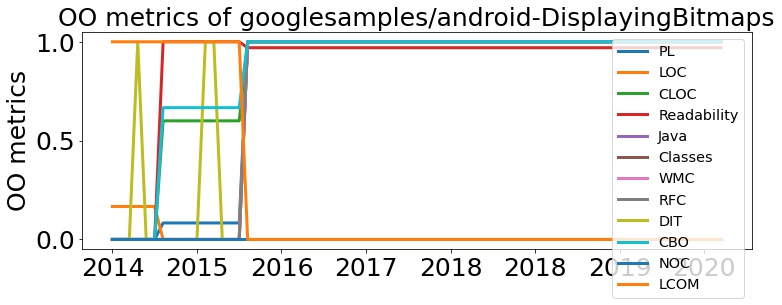 OO metrics of googlesamples/android-DisplayingBitmaps
OO metrics
1.0
0.5
0.0
2014 2015 2016 2017 2018 2018 2019 2020
PL
LOC
CLOC
Readability
Java
Classes
WMC
RFC
DIT
CBO
NOC
LCOM